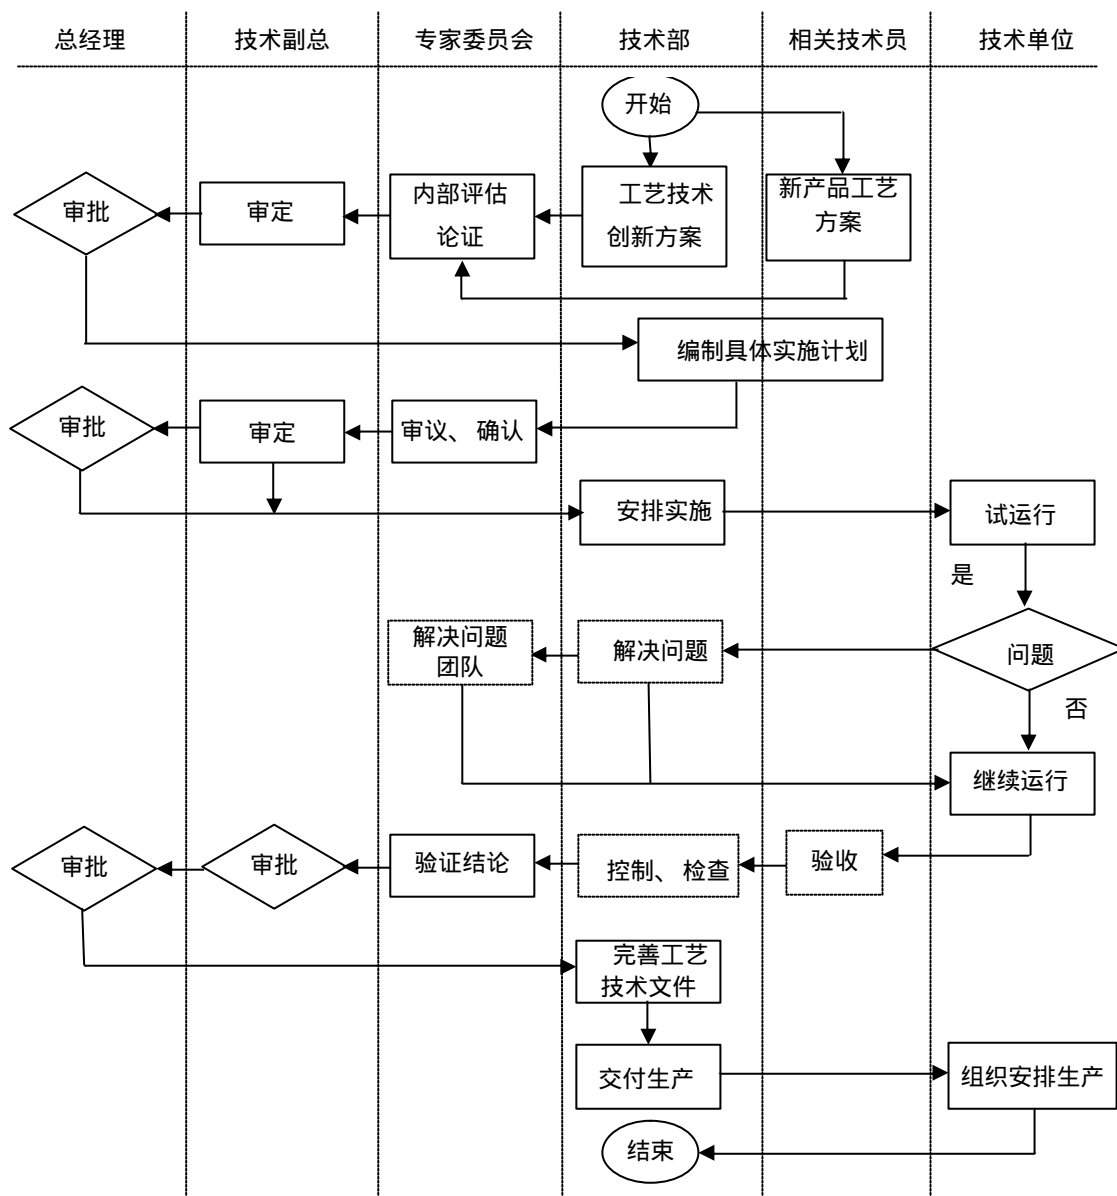 总经理 技术副总 专家委员会 技术部 相关技术员 技术单位
开始
审批 审定 内部评估 工艺技术 新产品工艺
论证 创新方案 方案
编制具体实施计划
审批 审定 审议、 确认
安排实施 试运行
是
解决问题 解决问题 问题
团队
否
继续运行
审批 审批 验证结论 控制、 检查 验收
完善工艺
技术文件
交付生产 组织安排生产
结束